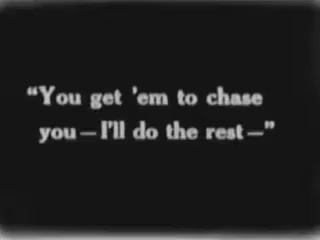 “You get ’em to chase
you—I’ll do the rest—”